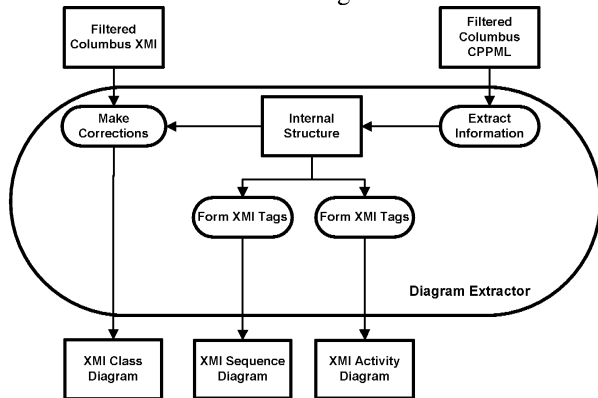 g
Filtered
Columbus XMI
Filtered
Columbus
CPPML
Make
Corrections
Internal
Structure
Extract
Information
Form XMI Tags
Form XMI Tags
Diagram Extractor
XMI Class
Diagram
XMI Sequence
Diagram
XMI Activity
Diagram